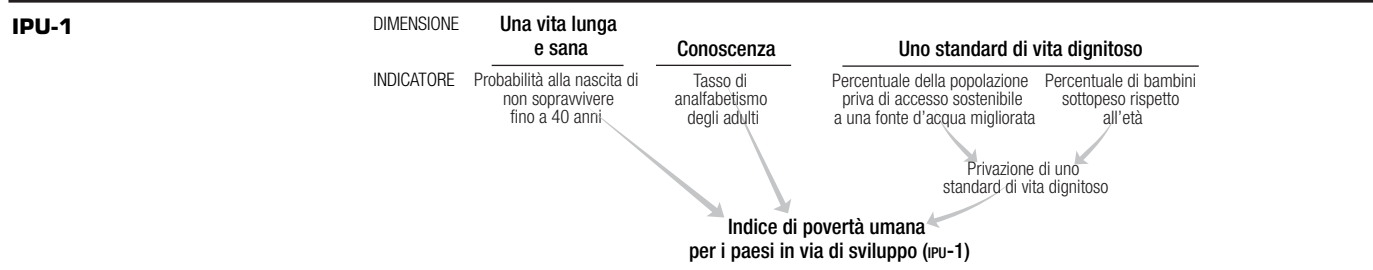 IPU-1
DIMENSIONE
Una vita lunga
e sana
Conoscenza
Uno standard di vita dignitoso
INDICATORE
Probabilità alla nascita di
non sopravvivere
fino a 40 anni
Tasso di
analfabetismo
degli adulti
Percentuale della popolazione
priva di accesso sostenibile
a una fonte d'acqua migliorata
Percentuale di bambini
sottopeso rispetto
all'età
Privazione di uno
standard di vita dignitoso
Indice di povertà umana
per i paesi in via di sviluppo (IPU-1)